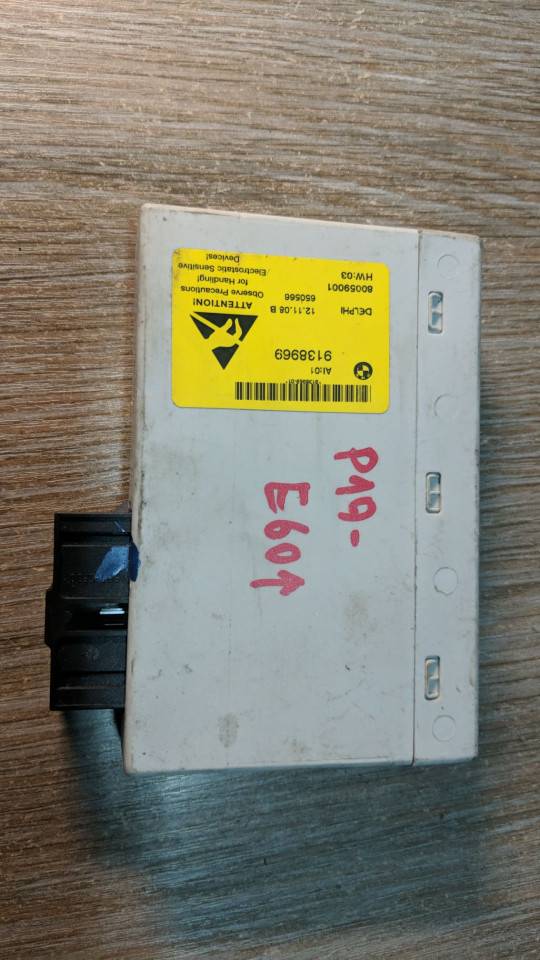 AI:01
9138969
DELPHI 12.11.08 B
80059001 650566
HW:03
ATTENTION!
Observe Precautions
for Handling!
Electrostatic Sensitive
Devices!
P19-
E60↑